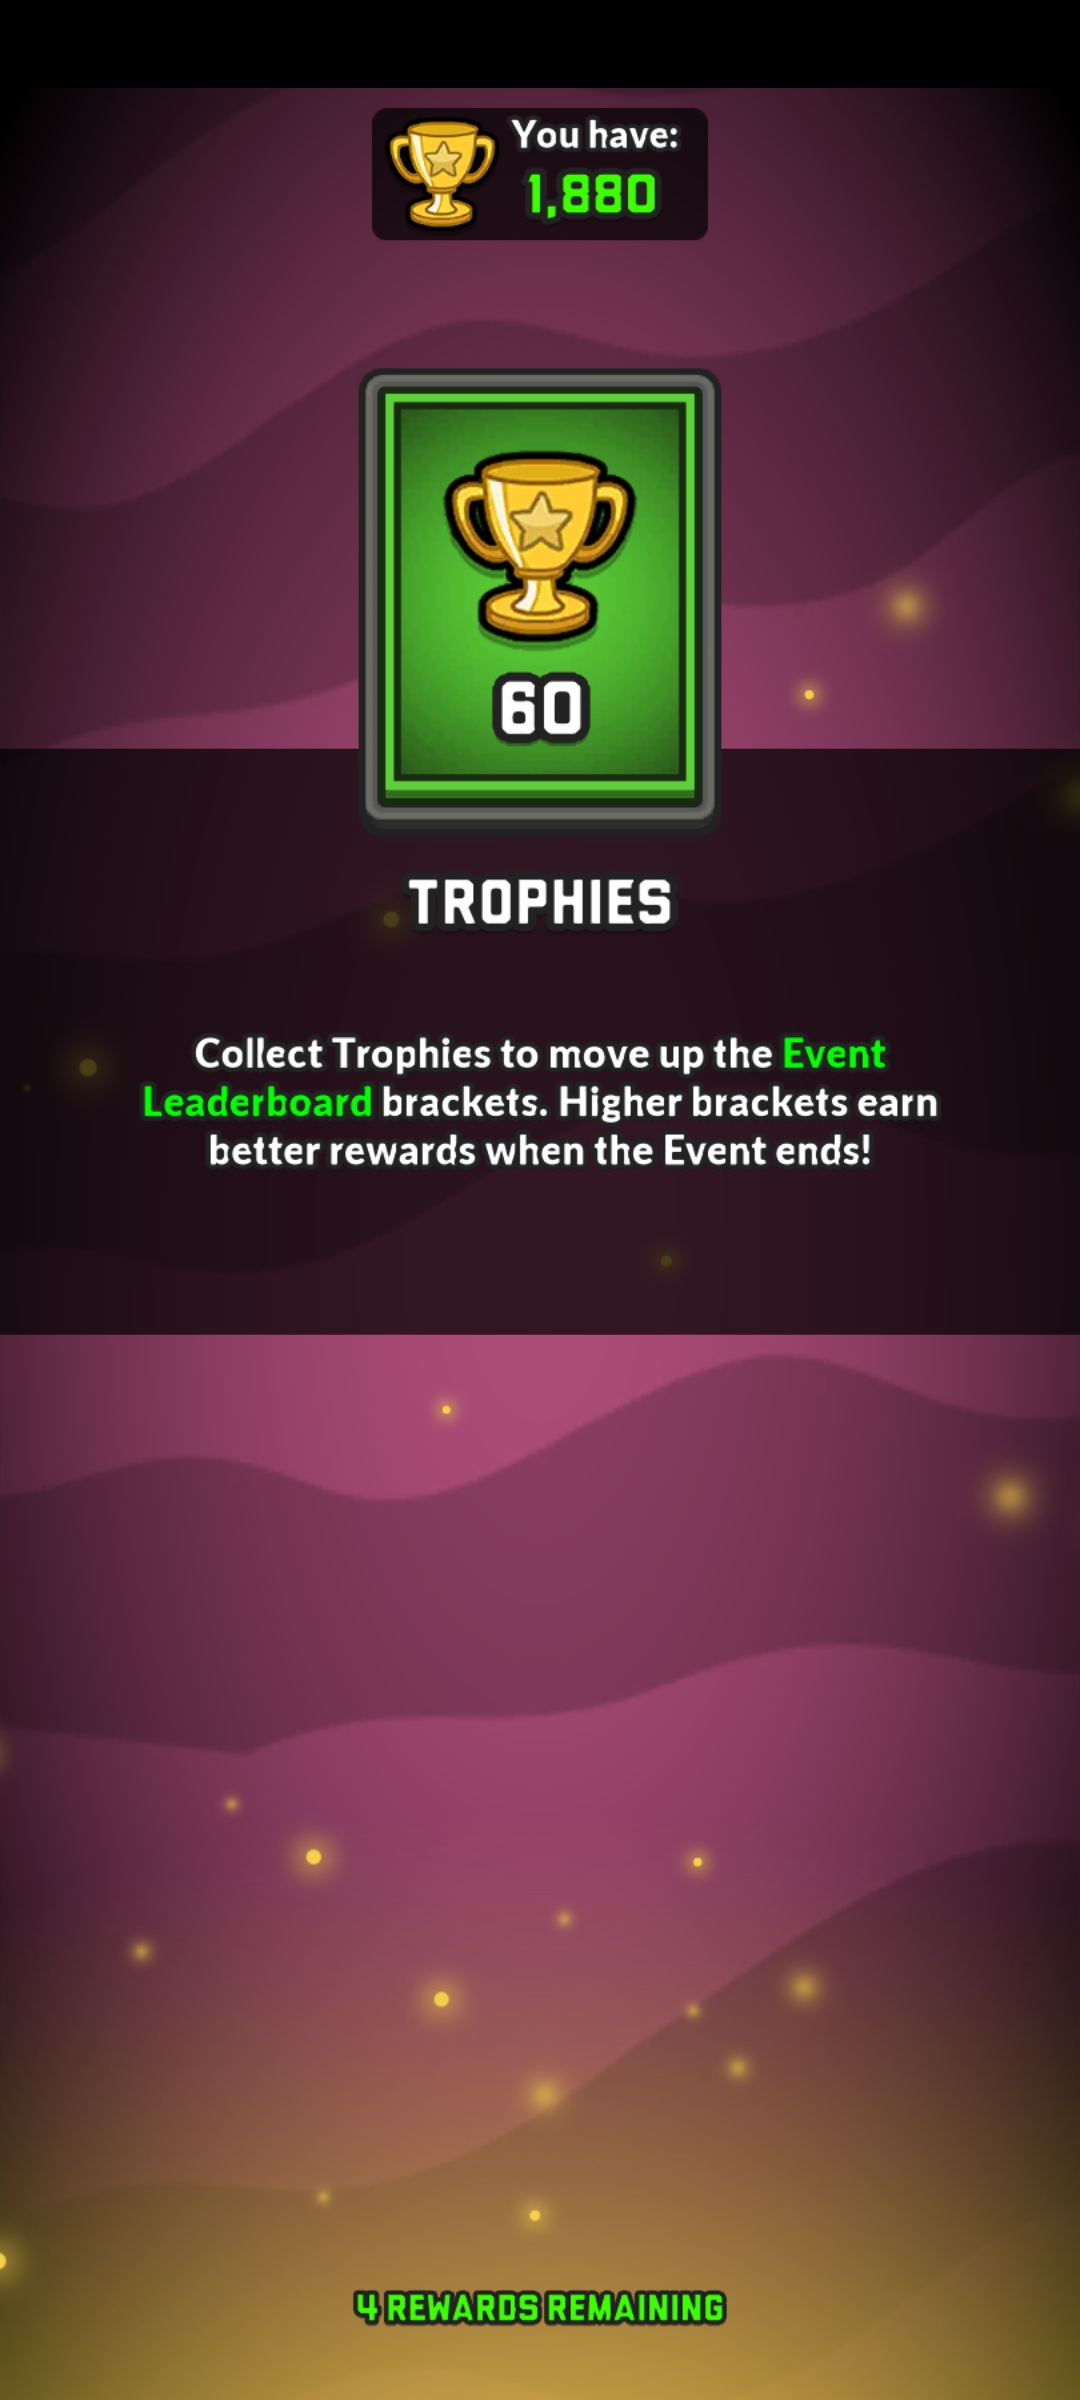 You have:
1,880
60
TROPHIES
Collect Trophies to move up the Event
Leaderboard brackets. Higher brackets earn
better rewards when the Event ends!
4 REWARDS REMAINING